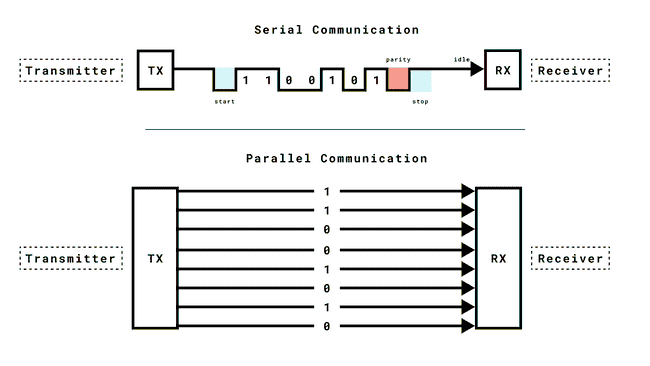 Serial Communication
parity
idle
Transmitter
TX
1 1 0 0 1 0 1
RX
Receiver
start
stop
Parallel Communication
1
1
0
Transmitter
TX
0
RX
Receiver
1
0
1
0